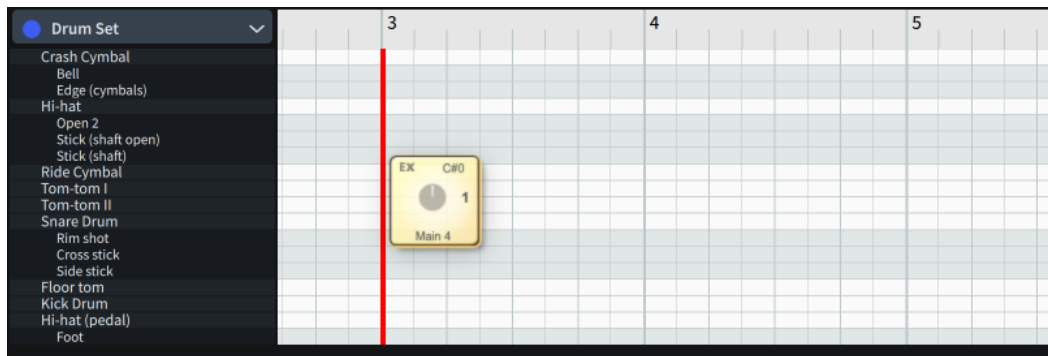 Drum Set
3 4 5
Crash Cymbal
Bell
Edge (cymbals)
Hi-hat
Open 2
Stick (shaft open)
Stick (shaft)
Ride Cymbal
Tom-tom I
Tom-tom II
Snare Drum
Rim shot
Cross stick
Side stick
Floor tom
Kick Drum
Hi-hat (pedal)
Foot
EX C#0
1
Main 4